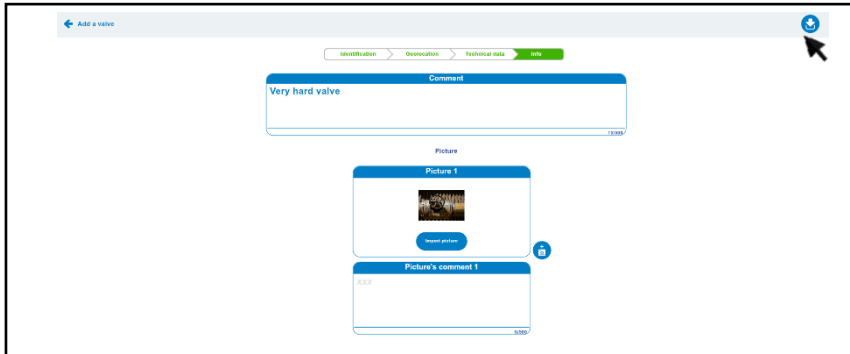 Add a valve
Identification Geolocation Technical data Info
Comment
Very hard valve
Picture
Picture 1
Import picture
Picture's comment 1
xxx